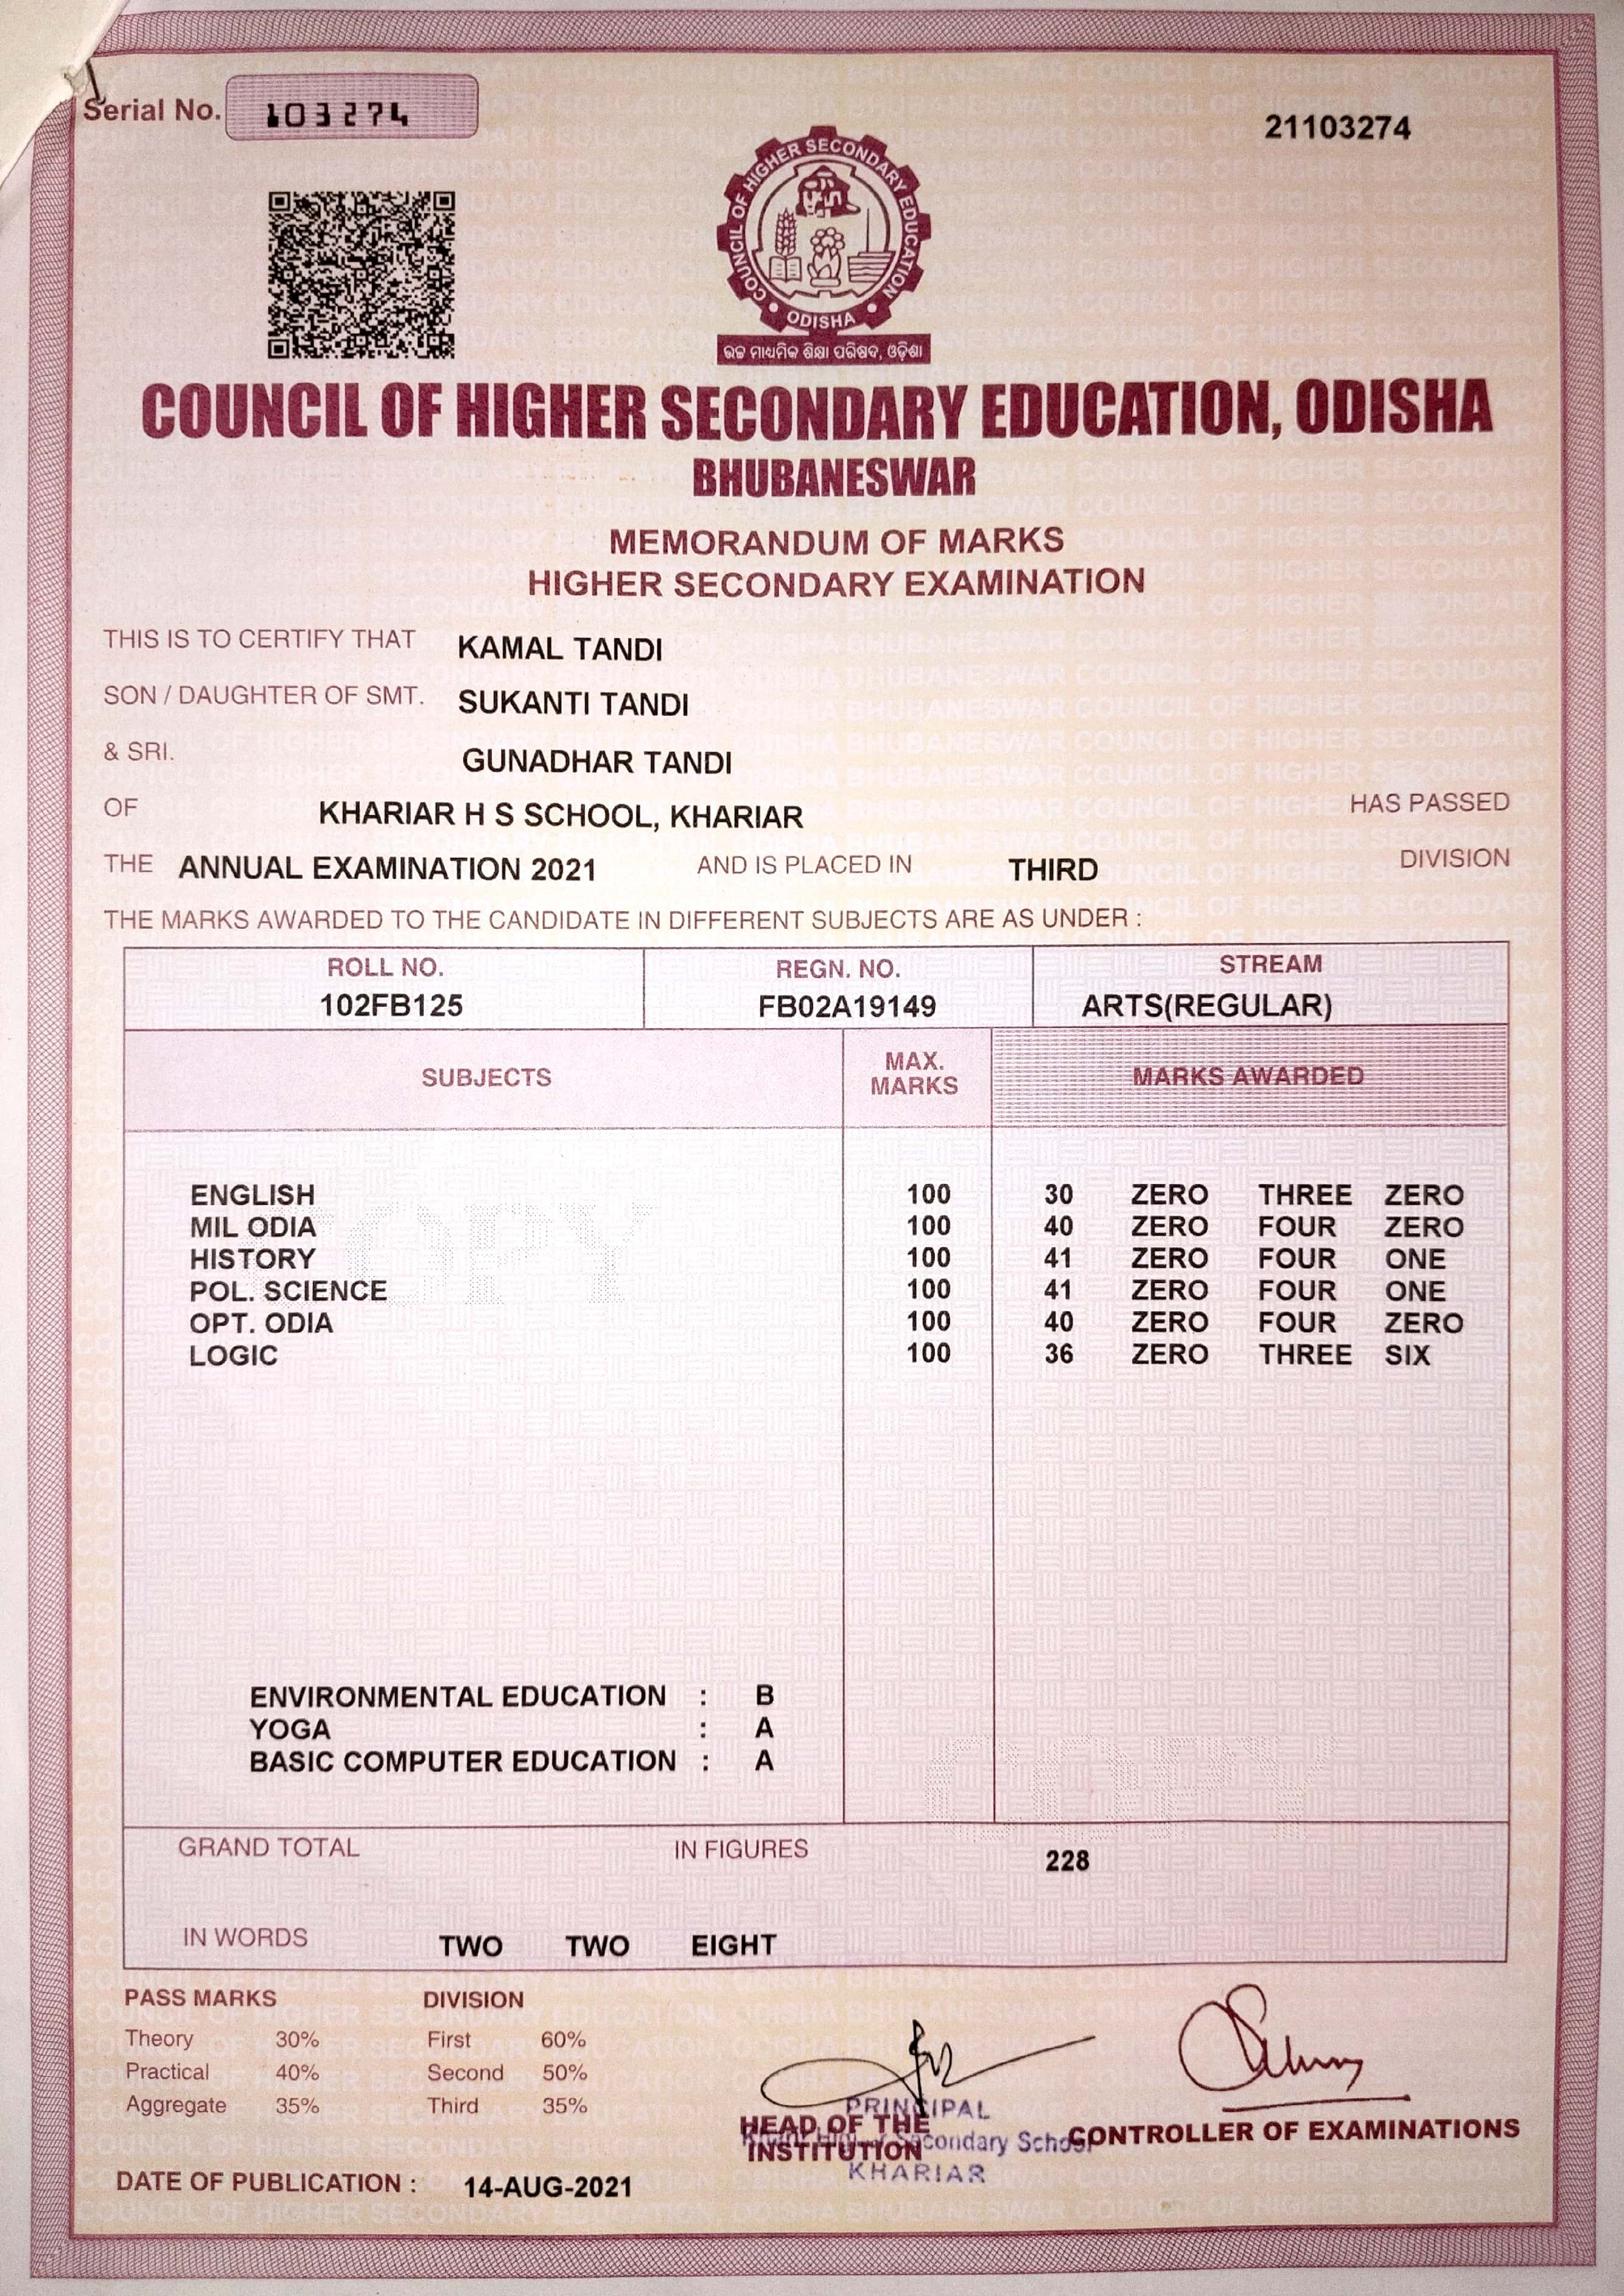 Serial No. 103274
21103274
COUNCIL OF HIGHER SECONDARY EDUCATION
ODISHA
ଉଚ୍ଚ ମାଧ୍ୟମିକ ଶିକ୍ଷା ପରିଷଦ, ଓଡ଼ିଶା
COUNCIL OF HIGHER SECONDARY EDUCATION, ODISHA
BHUBANESWAR
MEMORANDUM OF MARKS
HIGHER SECONDARY EXAMINATION
THIS IS TO CERTIFY THAT KAMAL TANDI
SON / DAUGHTER OF SMT. SUKANTI TANDI
& SRI. GUNADHAR TANDI
OF KHARIAR H S SCHOOL, KHARIAR HAS PASSED
THE ANNUAL EXAMINATION 2021 AND IS PLACED IN THIRD DIVISION
THE MARKS AWARDED TO THE CANDIDATE IN DIFFERENT SUBJECTS ARE AS UNDER :
ROLL NO. REGN. NO. STREAM
102FB125 FB02A19149 ARTS(REGULAR)
SUBJECTS MAX. MARKS MARKS AWARDED
ENGLISH 100 30 ZERO THREE ZERO
MIL ODIA 100 40 ZERO FOUR ZERO
HISTORY 100 41 ZERO FOUR ONE
POL. SCIENCE 100 41 ZERO FOUR ONE
OPT. ODIA 100 40 ZERO FOUR ZERO
LOGIC 100 36 ZERO THREE SIX
ENVIRONMENTAL EDUCATION : B
YOGA : A
BASIC COMPUTER EDUCATION : A
COPY
GRAND TOTAL IN FIGURES 228
IN WORDS TWO TWO EIGHT
PASS MARKS DIVISION
Theory 30% First 60%
Practical 40% Second 50%
Aggregate 35% Third 35%
PRINCIPAL
HEAD OF THE
INSTITUTION
Secondary School
KHARIAR
CONTROLLER OF EXAMINATIONS
DATE OF PUBLICATION : 14-AUG-2021